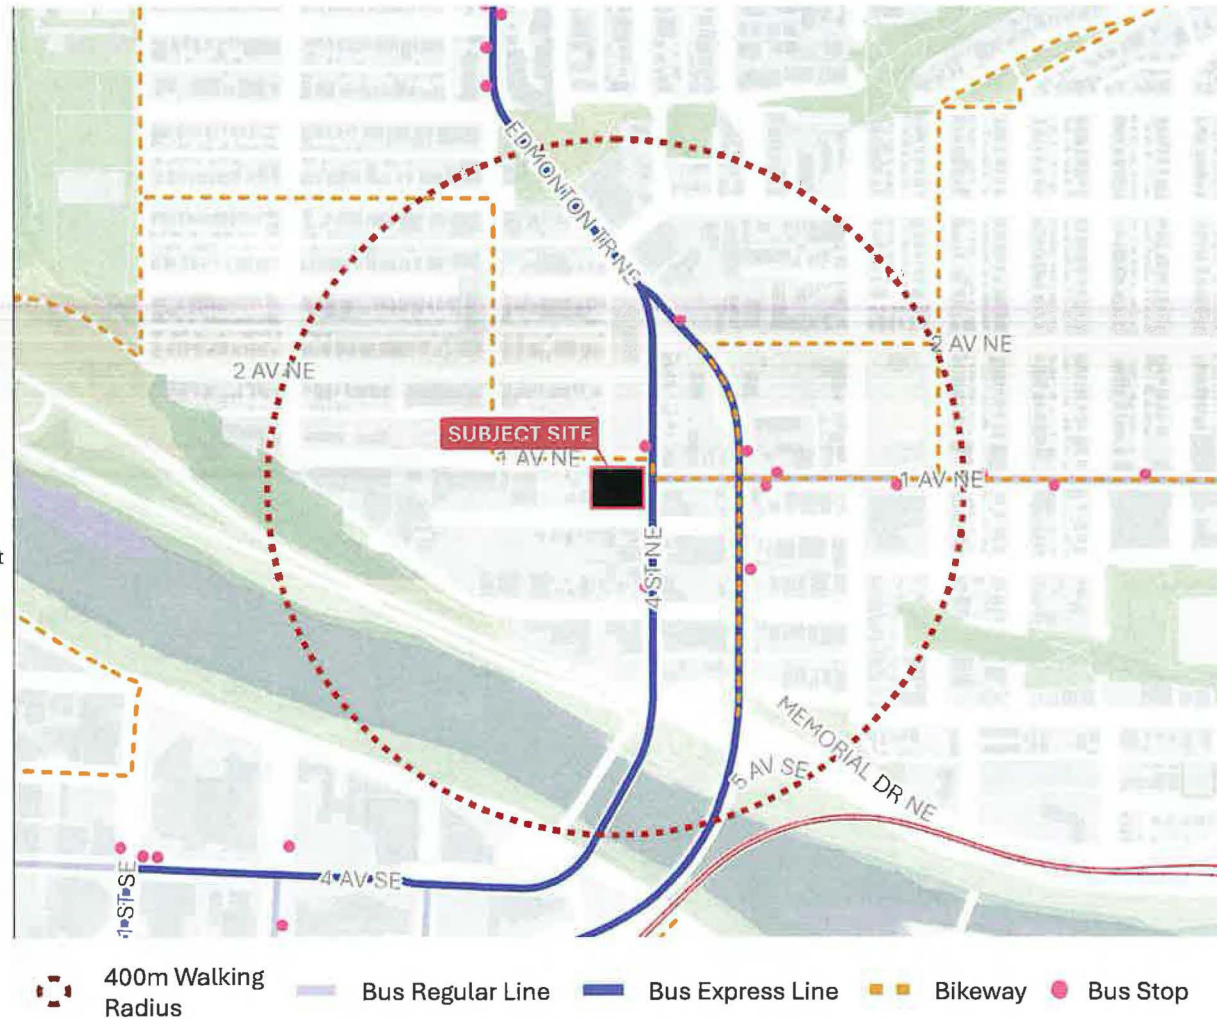 EDMONTON TR NE
2 AV NE
2 AV NE
SUBJECT SITE
1 AV NE
1 AV NE
t
4 ST NE
MEMORIAL DR NE
5 AV SE
4 AV SE
1 ST SE
400m Walking
Radius
Bus Regular Line
Bus Express Line
Bikeway
Bus Stop